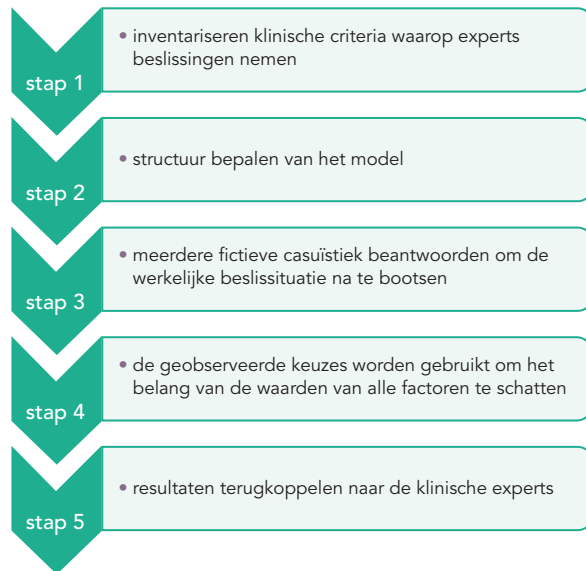 stap 1
• inventariseren klinische criteria waarop experts
beslissingen nemen
stap 2
• structuur bepalen van het model
stap 3
• meerdere fictieve casuïstiek beantwoorden om de
werkelijke beslissituatie na te bootsen
stap 4
• de geobserveerde keuzes worden gebruikt om het
belang van de waarden van alle factoren te schatten
stap 5
• resultaten terugkoppelen naar de klinische experts